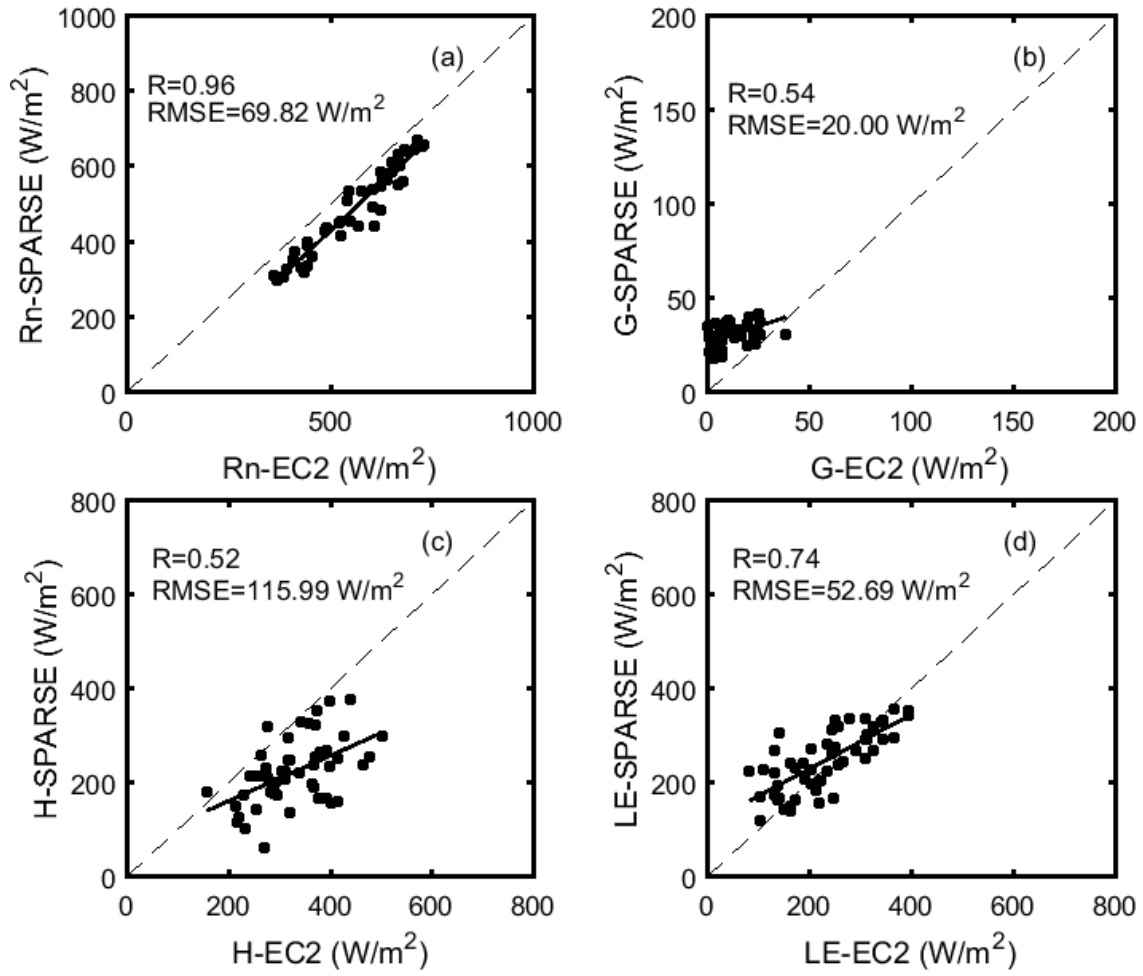 1000
800
600
400
200
0
0
500
1000
Rn-SPARSE (W/m²)
Rn-EC2 (W/m²)
(a)
R=0.96
RMSE=69.82 W/m²
200
150
100
50
0
0
50
100
150
200
G-SPARSE (W/m²)
G-EC2 (W/m²)
(b)
R=0.54
RMSE=20.00 W/m²
800
600
400
200
0
0
200
400
600
800
H-SPARSE (W/m²)
H-EC2 (W/m²)
(c)
R=0.52
RMSE=115.99 W/m²
800
600
400
200
0
0
200
400
600
800
LE-SPARSE (W/m²)
LE-EC2 (W/m²)
(d)
R=0.74
RMSE=52.69 W/m²